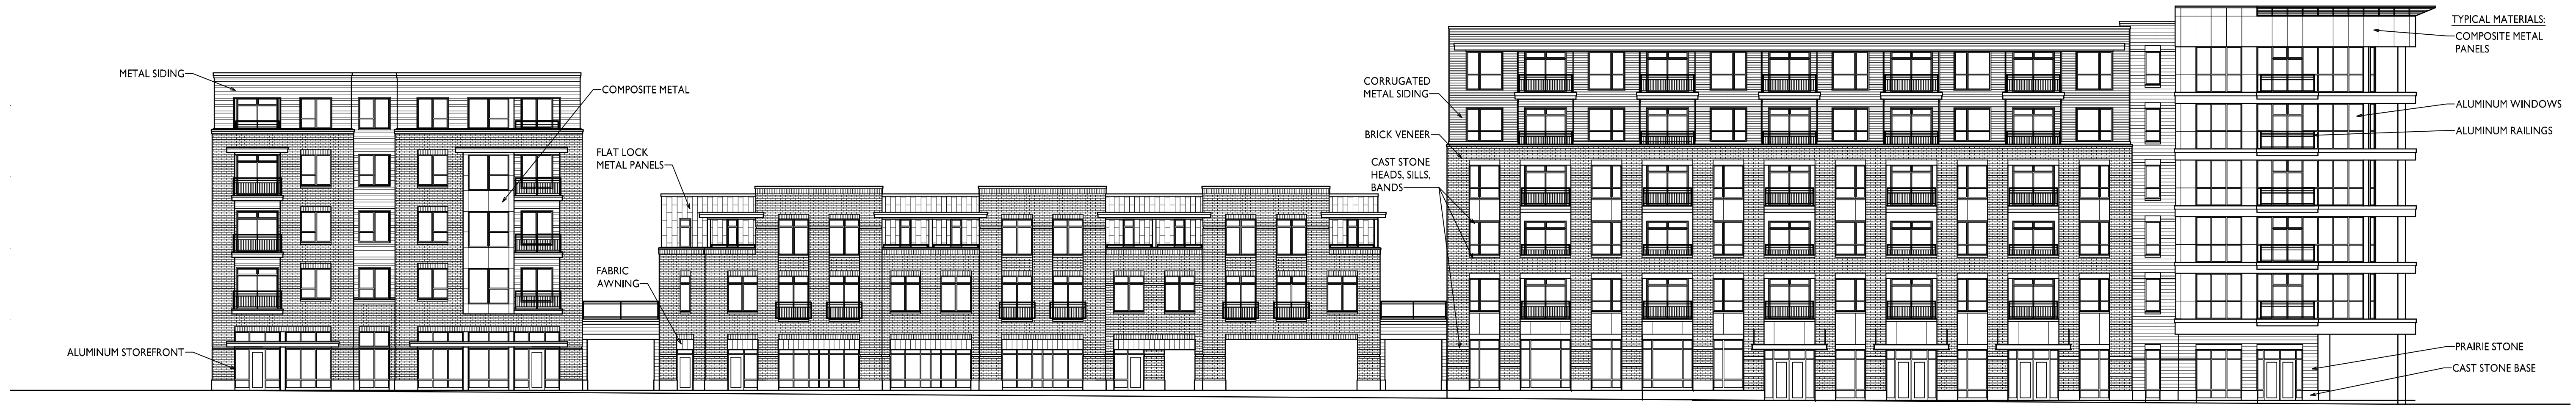 METAL SIDING
COMPOSITE METAL
ALUMINUM STOREFRONT
FLAT LOCK
METAL PANELS
FABRIC
AWNING
CORRUGATED
METAL SIDING
BRICK VENEER
CAST STONE
HEADS, SILLS,
BANDS
TYPICAL MATERIALS:
COMPOSITE METAL
PANELS
ALUMINUM WINDOWS
ALUMINUM RAILINGS
PRAIRIE STONE
CAST STONE BASE